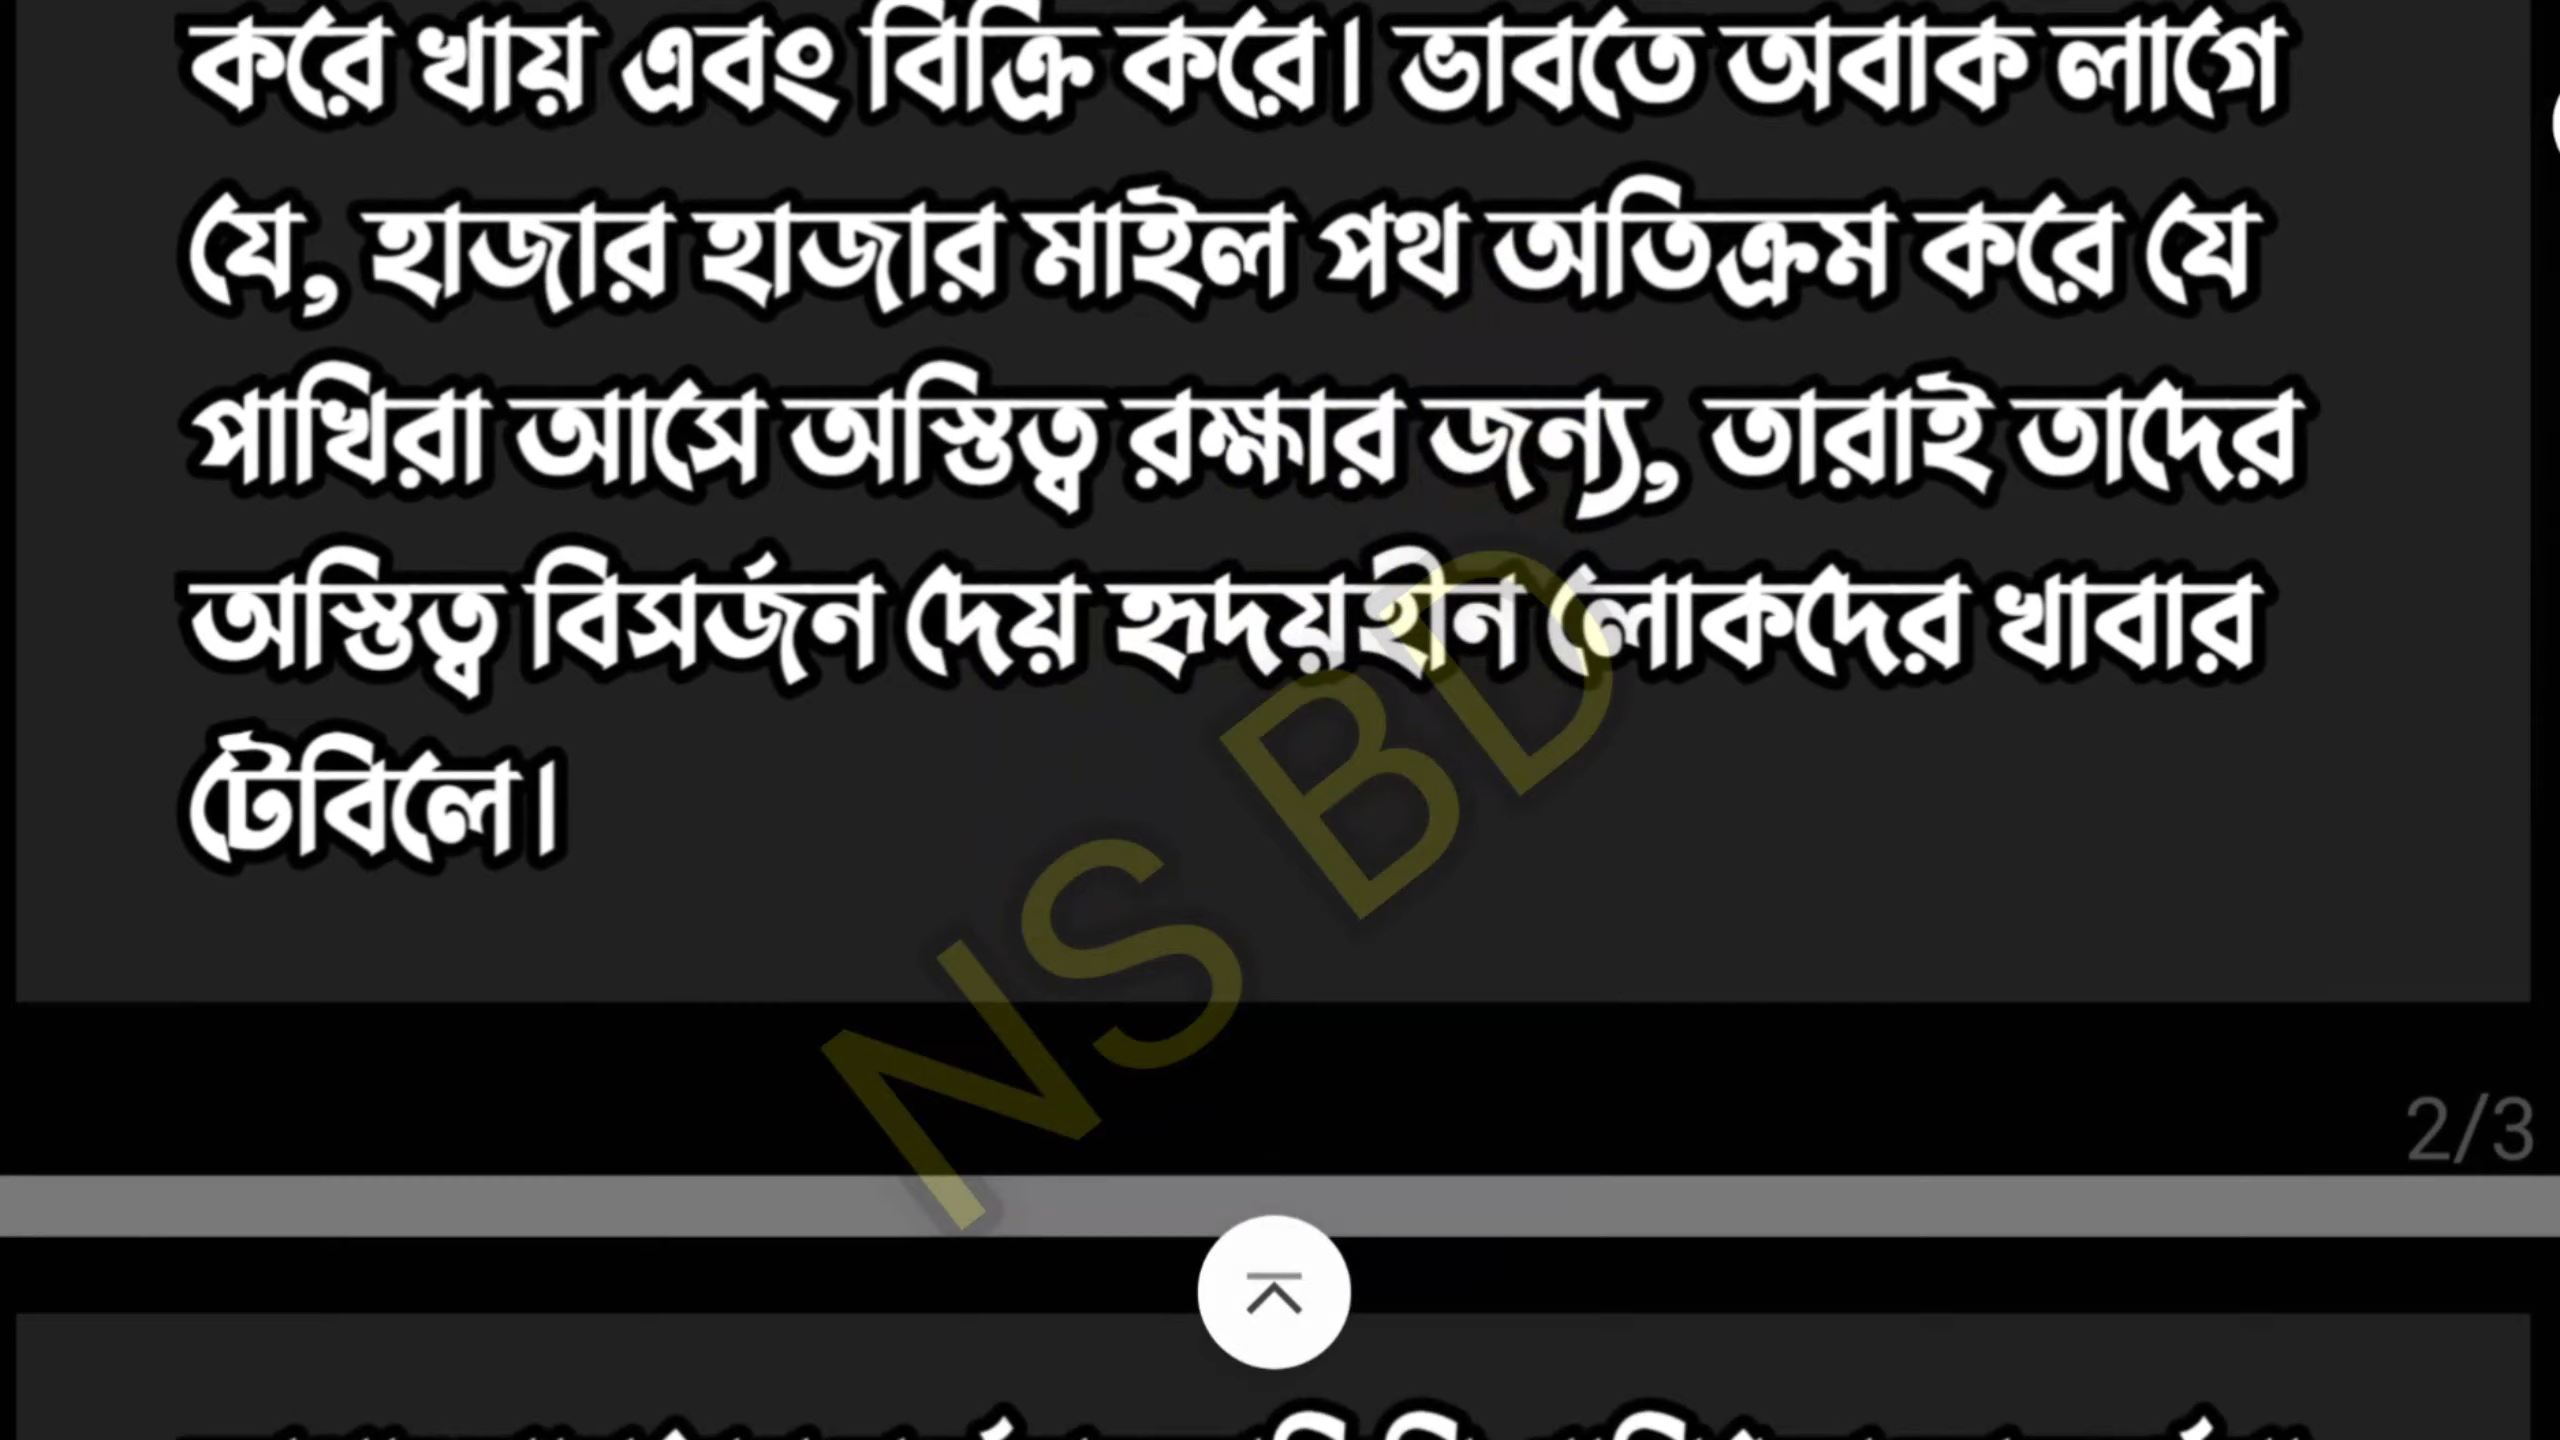 করে খায় এবং বিক্রি করে। ভাবতে অবাক লাগে
যে, হাজার হাজার মাইল পথ অতিক্রম করে যে
পাখিরা আসে অস্তিত্ব রক্ষার জন্য, তারাই তাদের
অস্তিত্ব বিসর্জন দেয় হৃদয়হীন লোকদের খাবার
টেবিলে।
NS BD
2/3